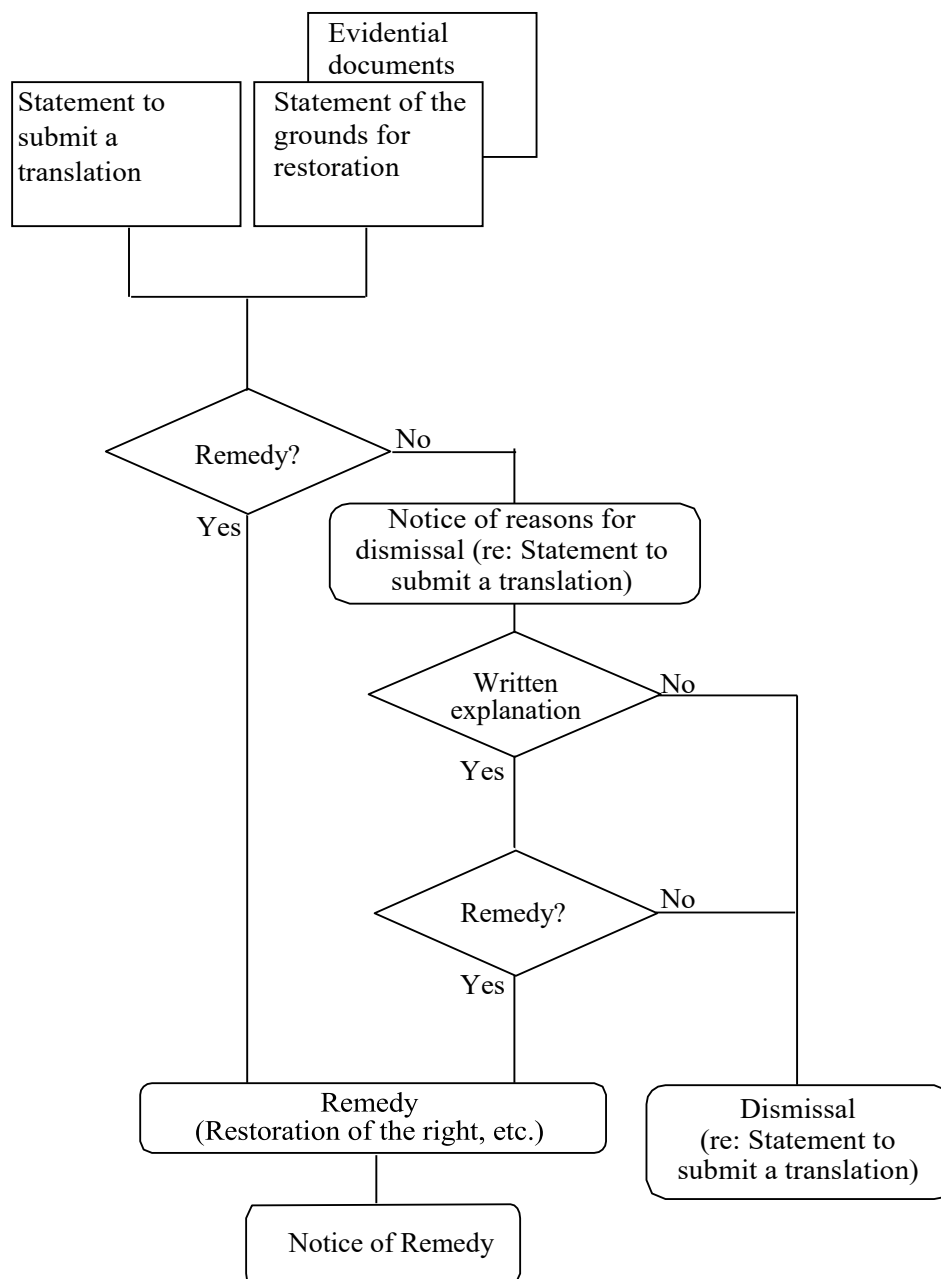 Evidential
documents
Statement to
submit a
translation
Statement of the
grounds for
restoration
Remedy?
No
Yes
Notice of reasons for
dismissal (re: Statement to
submit a translation)
Written
explanation
No
Yes
Remedy?
No
Yes
Remedy
(Restoration of the right, etc.)
Dismissal
(re: Statement to
submit a translation)
Notice of Remedy